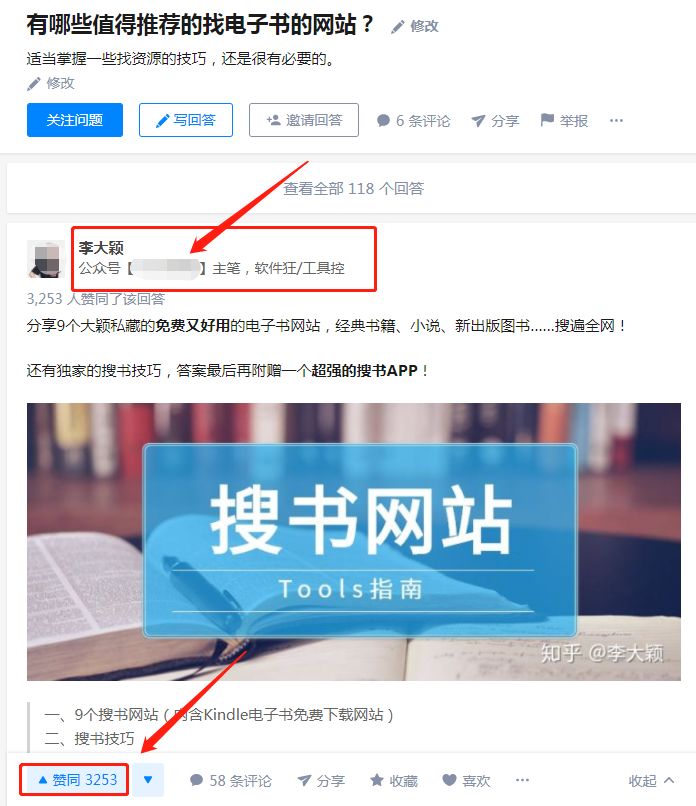 有哪些值得推荐的找电子书的网站？ 修改
适当掌握一些找资源的技巧，还是很有必要的。
修改
关注问题 写回答 邀请回答 6 条评论 分享 举报 ···
查看全部 118 个回答
李大颖
公众号【 】主笔，软件狂/工具控
3,253 人赞同了该回答
分享9个大颖私藏的免费又好用的电子书网站，经典书籍、小说、新出版图书......搜遍全网！
还有独家的搜书技巧，答案最后再附赠一个超强的搜书APP！
搜书网站
Tools指南
知乎 @李大颖
一、9个搜书网站（内含Kindle电子书免费下载网站）
二、搜书技巧
赞同 3253 58 条评论 分享 收藏 喜欢 ··· 收起